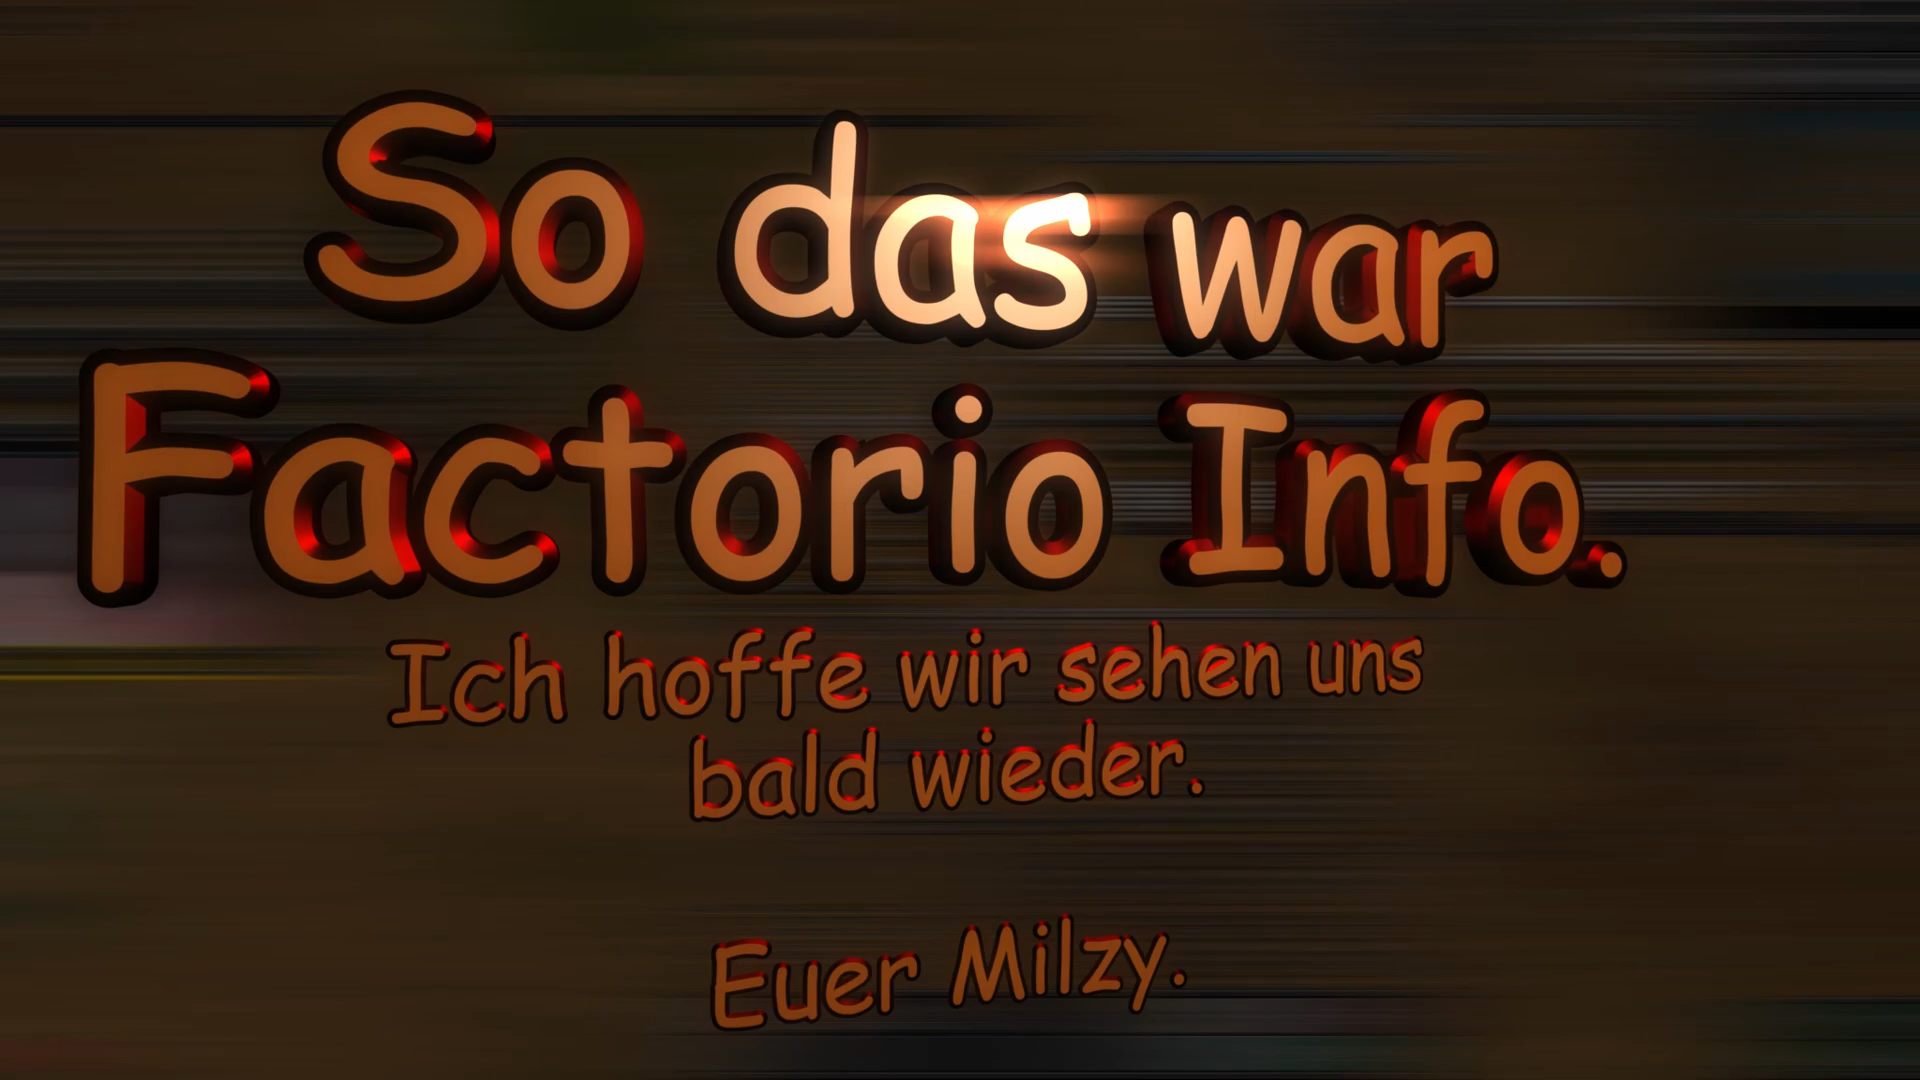 So das war
Factorio Info.
Ich hoffe wir sehen uns
bald wieder.
Euer Milzy.